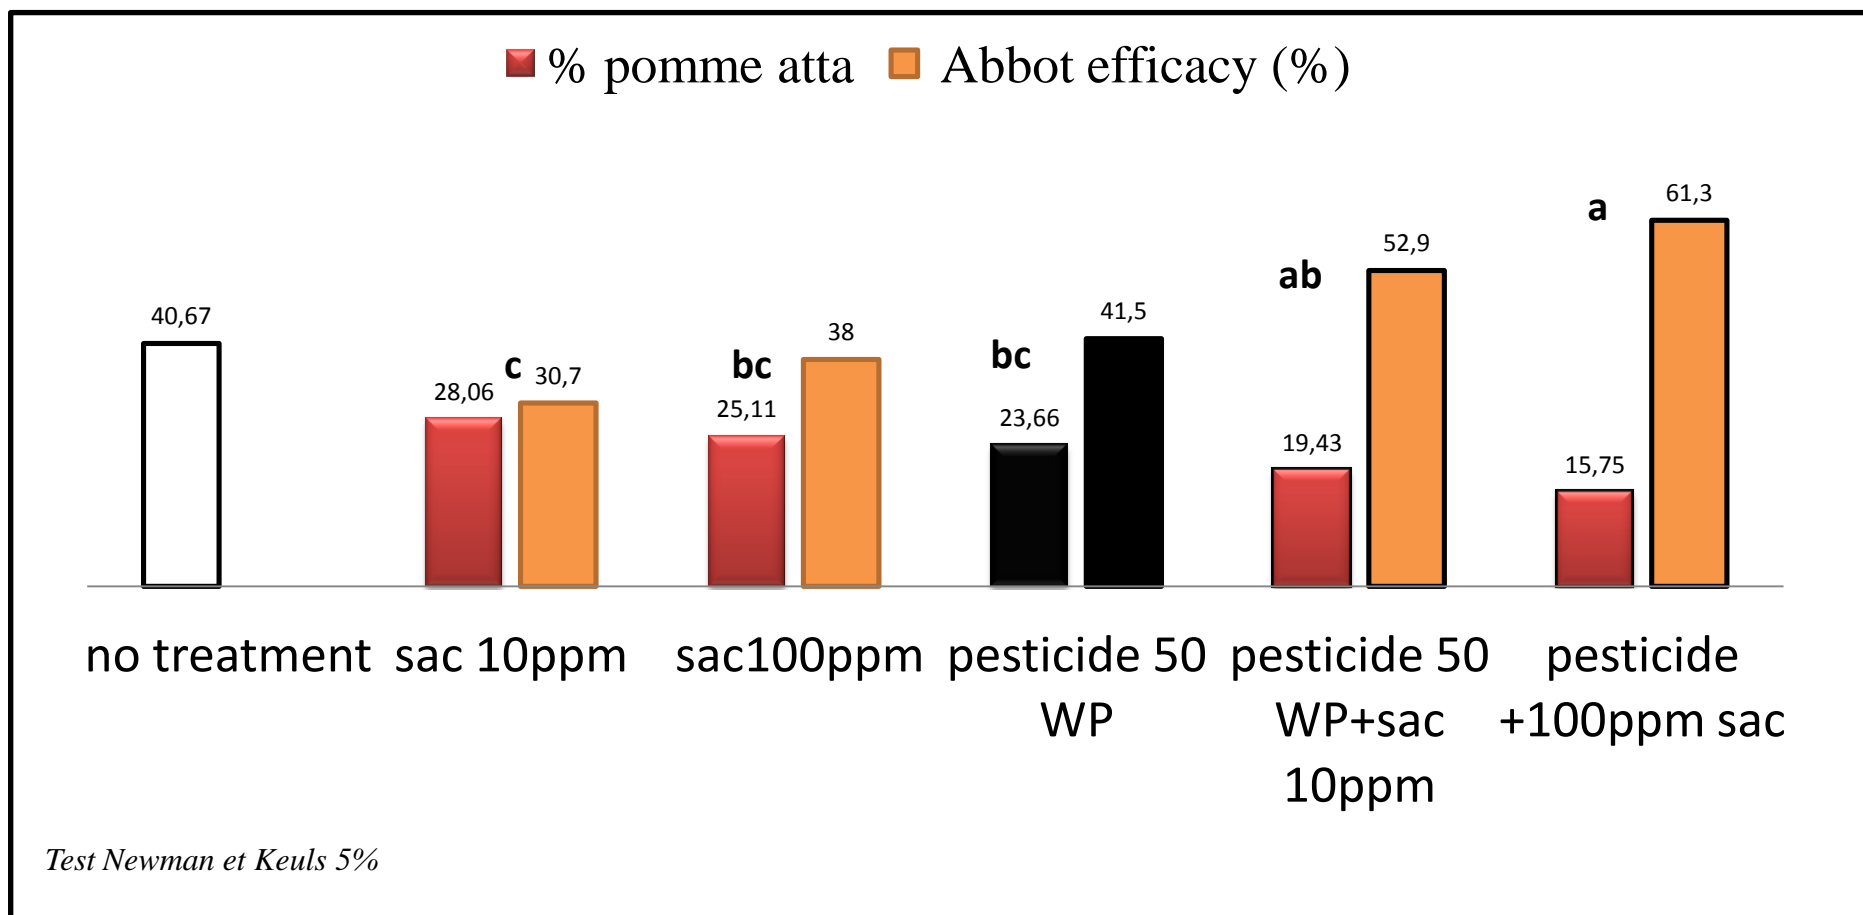 % pomme atta Abbot efficacy (%)
61,3
a
52,9
ab
41,5
bc
40,67
38
bc
30,7
c
28,06
25,11
23,66
19,43
15,75
no treatment sac 10ppm sac100ppm pesticide 50 pesticide 50 pesticide
WP WP+sac +100ppm sac
10ppm
Test Newman et Keuls 5%